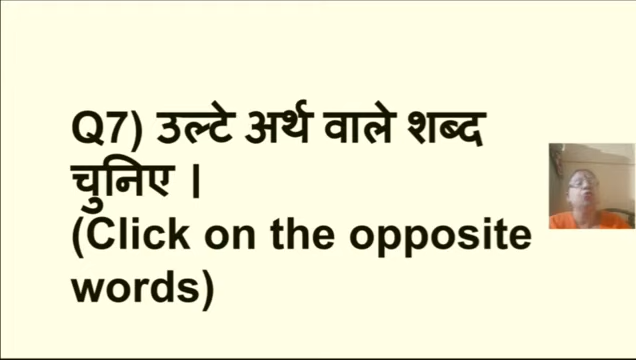 Q7) उल्टे अर्थ वाले शब्द
चुनिए ।
(Click on the opposite
words)